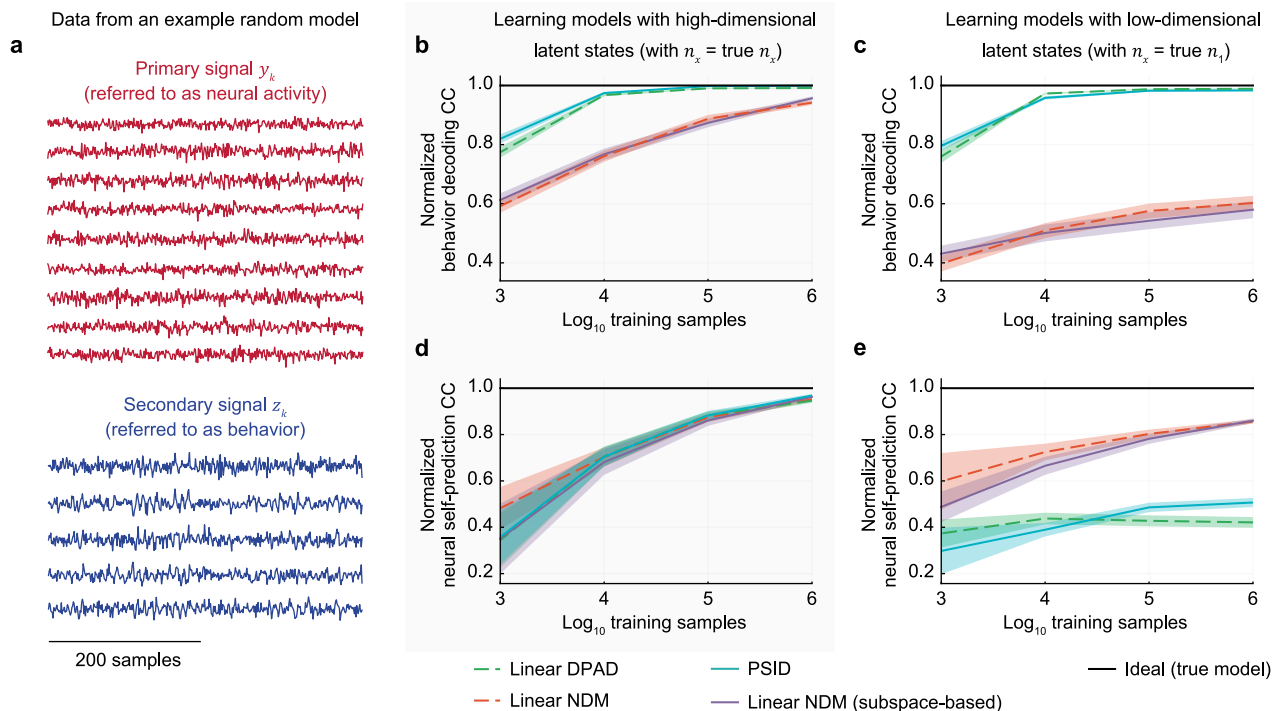 Data from an example random model
Learning models with high-dimensional
latent states (with nₓ = true nₓ)
Learning models with low-dimensional
latent states (with nₓ = true n₁)
a
Primary signal yₖ
(referred to as neural activity)
Secondary signal zₖ
(referred to as behavior)
200 samples
b
Normalized
behavior decoding CC
1.0
0.8
0.6
0.4
3 4 5 6
Log₁₀ training samples
c
Normalized
behavior decoding CC
1.0
0.8
0.6
0.4
3 4 5 6
Log₁₀ training samples
d
Normalized
neural self-prediction CC
1.0
0.8
0.6
0.4
0.2
3 4 5 6
Log₁₀ training samples
e
Normalized
neural self-prediction CC
1.0
0.8
0.6
0.4
0.2
3 4 5 6
Log₁₀ training samples
Linear DPAD
PSID
Ideal (true model)
Linear NDM
Linear NDM (subspace-based)